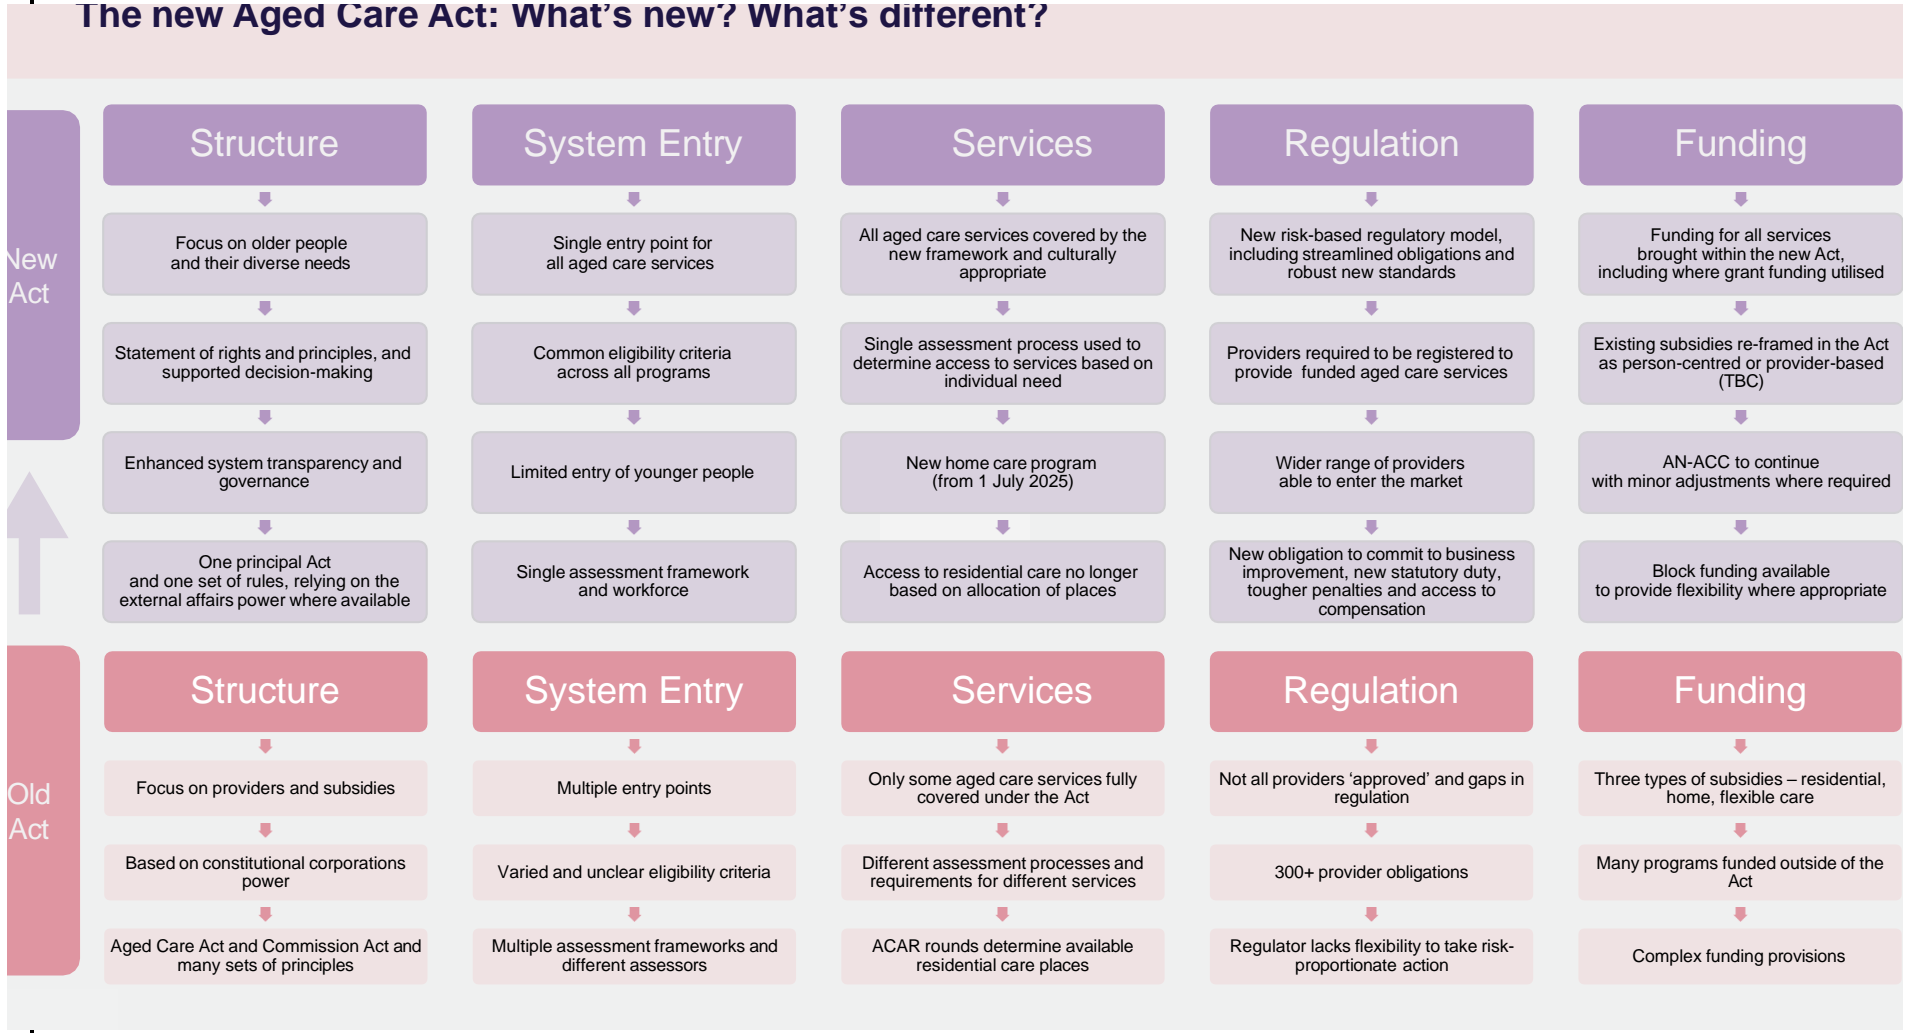 The new Aged Care Act: What's new? What's different?
New
Act
Structure
Focus on older people
and their diverse needs
Statement of rights and principles, and
supported decision-making
Enhanced system transparency and
governance
One principal Act
and one set of rules, relying on the
external affairs power where available
System Entry
Single entry point for
all aged care services
Common eligibility criteria
across all programs
Limited entry of younger people
Single assessment framework
and workforce
Services
All aged care services covered by the
new framework and culturally
appropriate
Single assessment process used to
determine access to services based on
individual need
New home care program
(from 1 July 2025)
Access to residential care no longer
based on allocation of places
Regulation
New risk-based regulatory model,
including streamlined obligations and
robust new standards
Providers required to be registered to
provide funded aged care services
Wider range of providers
able to enter the market
New obligation to commit to business
improvement, new statutory duty,
tougher penalties and access to
compensation
Funding
Funding for all services
brought within the new Act,
including where grant funding utilised
Existing subsidies re-framed in the Act
as person-centred or provider-based
(TBC)
AN-ACC to continue
with minor adjustments where required
Block funding available
to provide flexibility where appropriate
Old
Act
Structure
Focus on providers and subsidies
Based on constitutional corporations
power
Aged Care Act and Commission Act and
many sets of principles
System Entry
Multiple entry points
Varied and unclear eligibility criteria
Multiple assessment frameworks and
different assessors
Services
Only some aged care services fully
covered under the Act
Different assessment processes and
requirements for different services
ACAR rounds determine available
residential care places
Regulation
Not all providers ‘approved’ and gaps in
regulation
300+ provider obligations
Regulator lacks flexibility to take risk-
proportionate action
Funding
Three types of subsidies – residential,
home, flexible care
Many programs funded outside of the
Act
Complex funding provisions